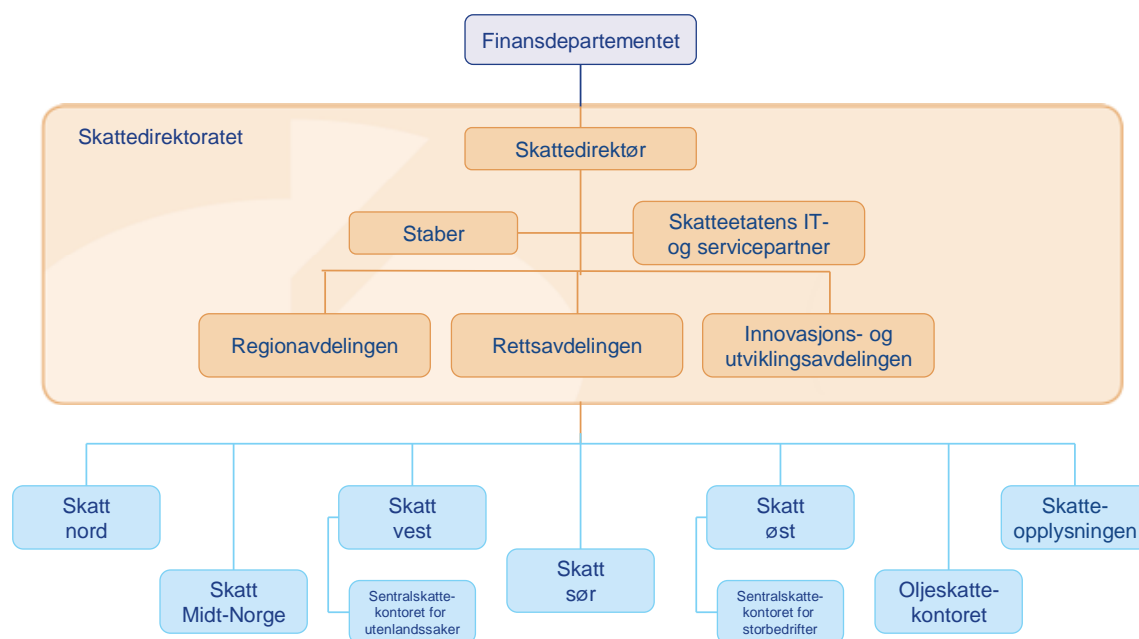 Finansdepartementet
Skattedirektoratet
Skattedirektør
Staber
Skatteetatens IT-
og servicepartner
Regionavdelingen
Rettsavdelingen
Innovasjons- og
utviklingsavdelingen
Skatt
nord
Skatt
Midt-Norge
Skatt
vest
Sentralskatte-
kontoret for
utenlandssaker
Skatt
sør
Skatt
øst
Sentralskatte-
kontoret for
storbedrifter
Oljeskatte-
kontoret
Skatte-
opplysningen